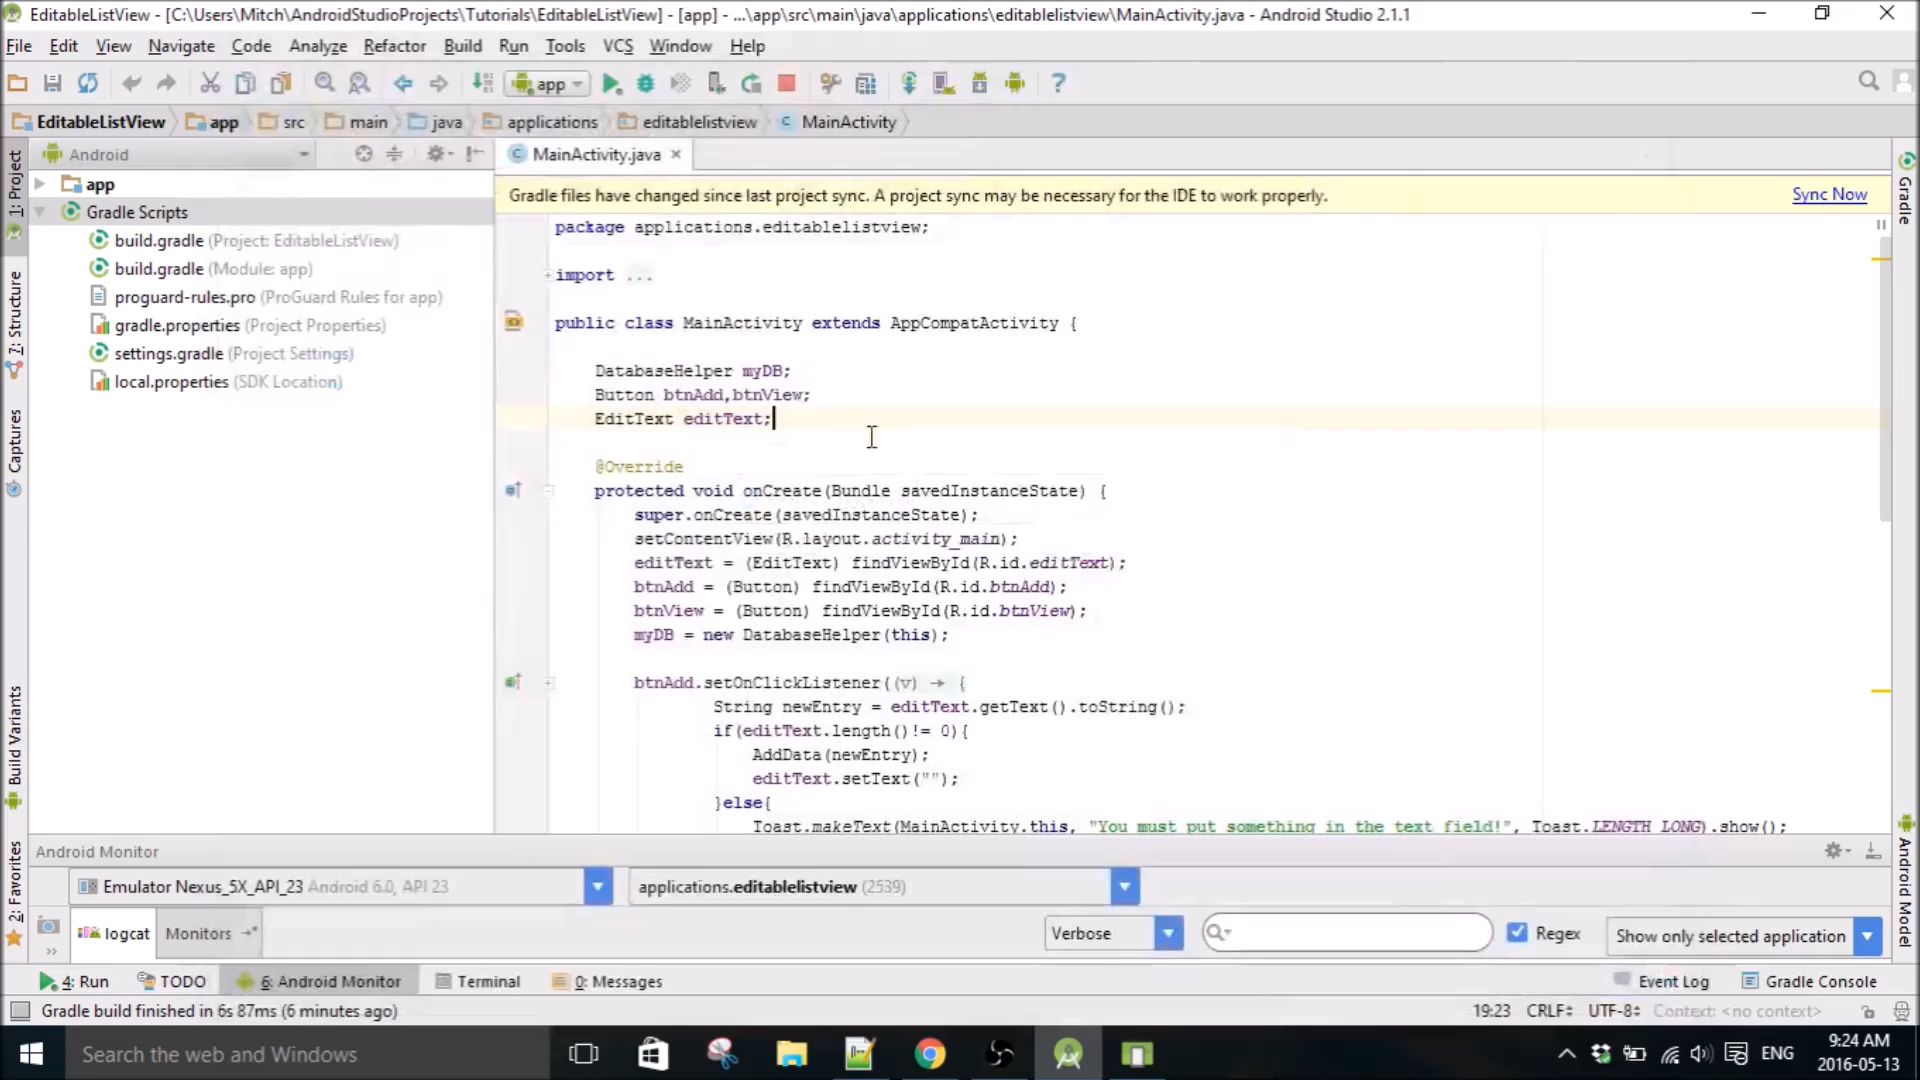 EditableListView - [C:\Users\Mitch\AndroidStudioProjects\Tutorials\EditableListView] - [app] - ...\app\src\main\java\applications\editablelistview\MainActivity.java - Android Studio 2.1.1
File Edit View Navigate Code Analyze Refactor Build Run Tools VCS Window Help
app
EditableListView app src main java applications editablelistview MainActivity
Android
MainActivity.java
1: Project
7: Structure
Captures
Build Variants
2: Favorites
app
Gradle Scripts
build.gradle (Project: EditableListView)
build.gradle (Module: app)
proguard-rules.pro (ProGuard Rules for app)
gradle.properties (Project Properties)
settings.gradle (Project Settings)
local.properties (SDK Location)
Gradle files have changed since last project sync. A project sync may be necessary for the IDE to work properly. Sync Now
package applications.editablelistview;
import ...
public class MainActivity extends AppCompatActivity {
DatabaseHelper myDB;
Button btnAdd,btnView;
EditText editText;
@Override
protected void onCreate(Bundle savedInstanceState) {
super.onCreate(savedInstanceState);
setContentView(R.layout.activity_main);
editText = (EditText) findViewById(R.id.editText);
btnAdd = (Button) findViewById(R.id.btnAdd);
btnView = (Button) findViewById(R.id.btnView);
myDB = new DatabaseHelper(this);
btnAdd.setOnClickListener((v) → {
String newEntry = editText.getText().toString();
if(editText.length()!= 0){
AddData(newEntry);
editText.setText("");
}else{
Toast.makeText(MainActivity.this, "You must put something in the text field!", Toast.LENGTH_LONG).show();
Gradle
Android Model
Android Monitor
Emulator Nexus_5X_API_23 Android 6.0, API 23
applications.editablelistview (2539)
logcat Monitors
Verbose
Regex
Show only selected application
4: Run TODO 6: Android Monitor Terminal 0: Messages Event Log Gradle Console
Gradle build finished in 6s 87ms (6 minutes ago) 19:23 CRLF UTF-8 Context: <no context>
Search the web and Windows
ENG
9:24 AM
2016-05-13